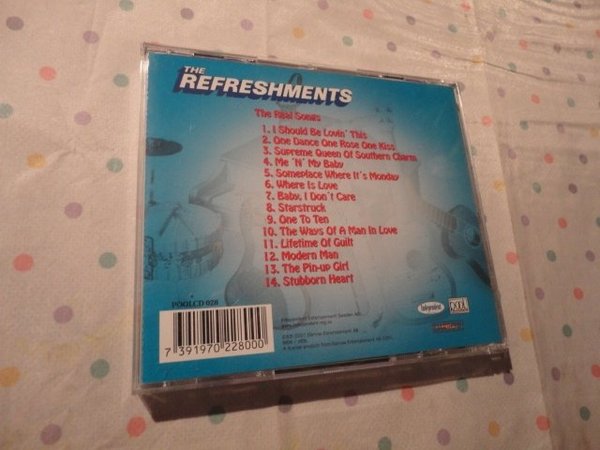 THE
REFRESHMENTS
The Real Songs
1. I Should Be Lovin´ This
2. One Dance One Rose One Kiss
3. Supreme Queen Of Southern Charm
4. Me ´N´ My Baby
5. Someplace Where It´s Monday
6. Where Is Love
7. Baby, I Don´t Care
8. Starstruck
9. One To Ten
10. The Ways Of A Man In Love
11. Lifetime Of Guilt
12. Modern Man
13. The Pin-up Girl
14. Stubborn Heart
POOLCD 028
7 391970 228000
Independent